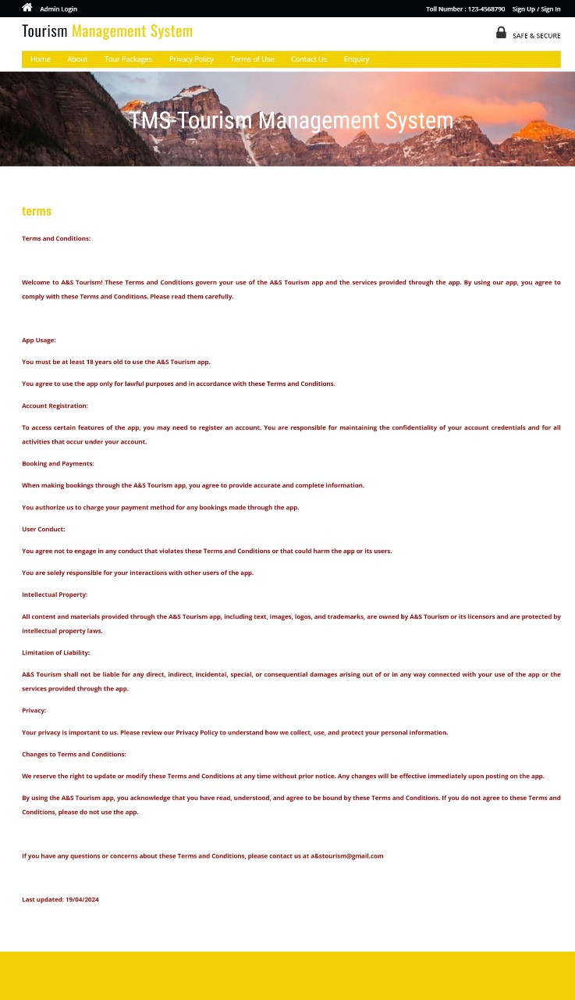 Admin Login
Toll Number : 123-4568790 Sign Up / Sign In
Tourism Management System
SAFE & SECURE
Home About Tour Packages Privacy Policy Terms of Use Contact Us Enquiry
TMS-Tourism Management System
terms
Terms and Conditions:
Welcome to A&S Tourism! These Terms and Conditions govern your use of the A&S Tourism app and the services provided through the app. By using our app, you agree to
comply with these Terms and Conditions. Please read them carefully.
App Usage:
You must be at least 18 years old to use the A&S Tourism app.
You agree to use the app only for lawful purposes and in accordance with these Terms and Conditions.
Account Registration:
To access certain features of the app, you may need to register an account. You are responsible for maintaining the confidentiality of your account credentials and for all
activities that occur under your account.
Booking and Payments:
When making bookings through the A&S Tourism app, you agree to provide accurate and complete information.
You authorize us to charge your payment method for any bookings made through the app.
User Conduct:
You agree not to engage in any conduct that violates these Terms and Conditions or that could harm the app or its users.
You are solely responsible for your interactions with other users of the app.
Intellectual Property:
All content and materials provided through the A&S Tourism app, including text, images, logos, and trademarks, are owned by A&S Tourism or its licensors and are protected by
intellectual property laws.
Limitation of Liability:
A&S Tourism shall not be liable for any direct, indirect, incidental, special, or consequential damages arising out of or in any way connected with your use of the app or the
services provided through the app.
Privacy:
Your privacy is important to us. Please review our Privacy Policy to understand how we collect, use, and protect your personal information.
Changes to Terms and Conditions:
We reserve the right to update or modify these Terms and Conditions at any time without prior notice. Any changes will be effective immediately upon posting on the app.
By using the A&S Tourism app, you acknowledge that you have read, understood, and agree to be bound by these Terms and Conditions. If you do not agree to these Terms and
Conditions, please do not use the app.
If you have any questions or concerns about these Terms and Conditions, please contact us at a&stourism@gmail.com
Last updated: 19/04/2024